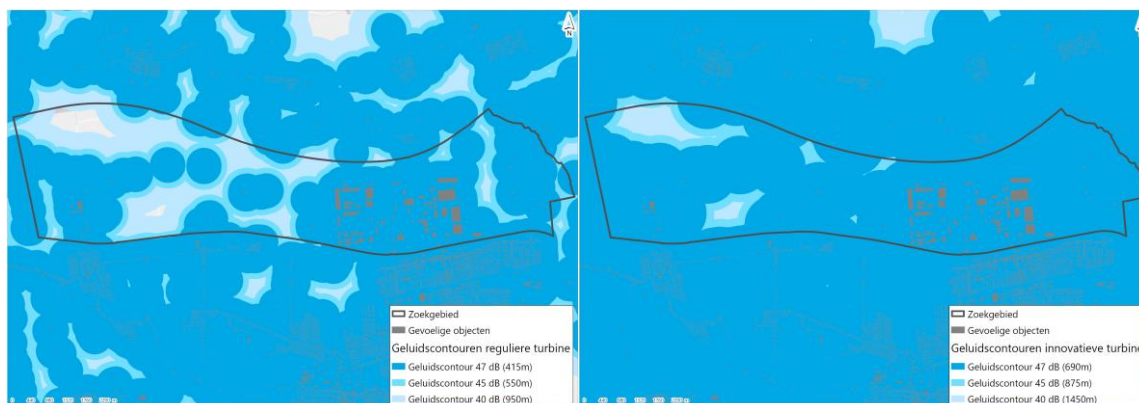 N
Zoekgebied
Gevoelige objecten
Geluidscontouren reguliere turbine
Geluidscontour 47 dB (415m)
Geluidscontour 45 dB (550m)
Geluidscontour 40 dB (950m)
N
Zoekgebied
Gevoelige objecten
Geluidscontouren innovatieve turbine
Geluidscontour 47 dB (690m)
Geluidscontour 45 dB (875m)
Geluidscontour 40 dB (1450m)